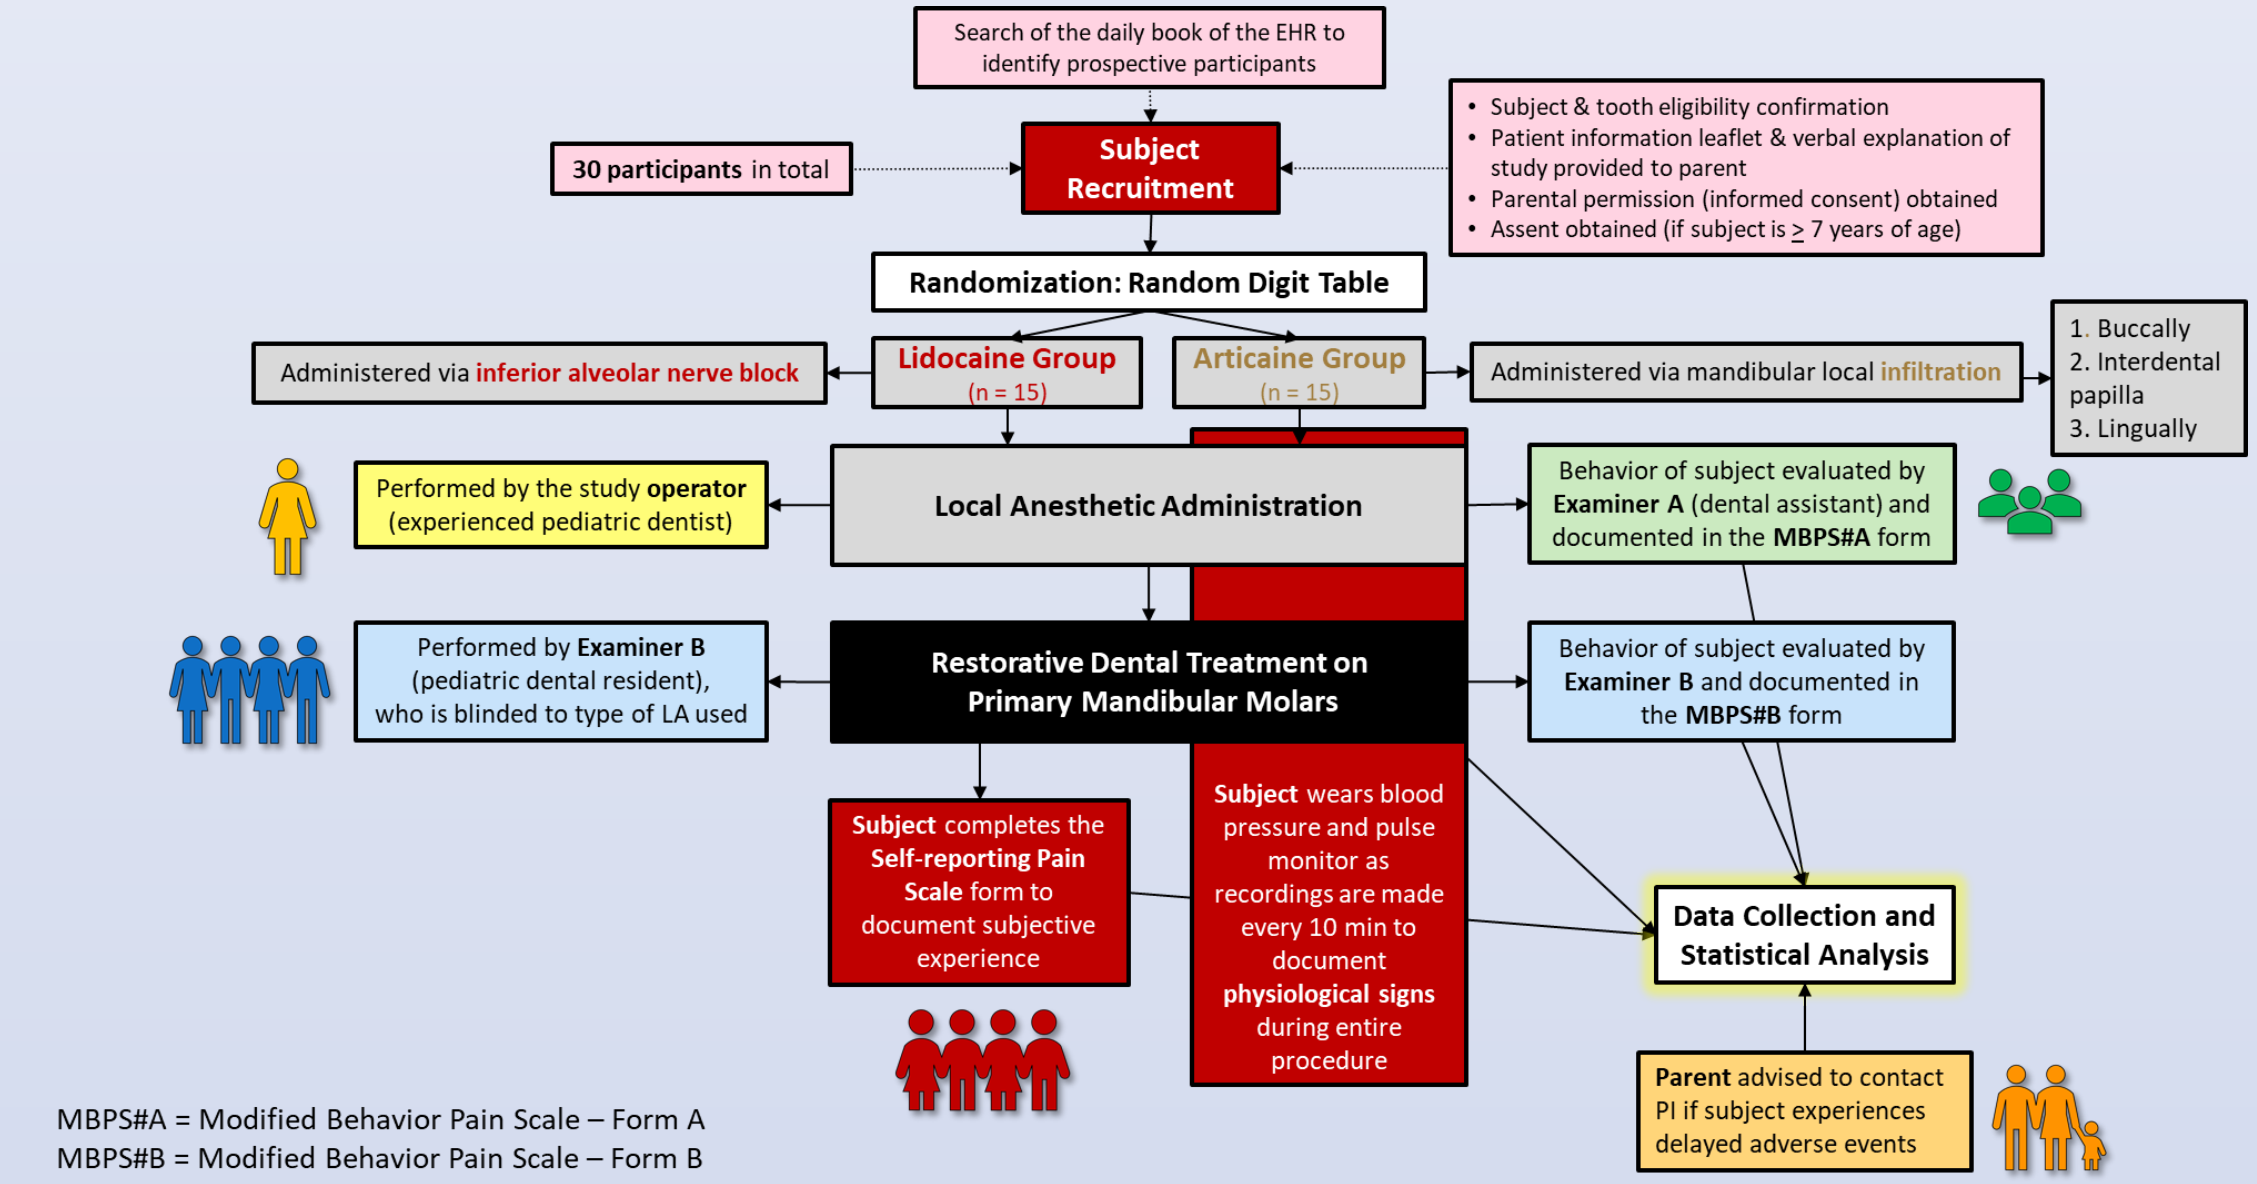 Search of the daily book of the EHR to
identify prospective participants
30 participants in total
Subject
Recruitment
• Subject & tooth eligibility confirmation
• Patient information leaflet & verbal explanation of
study provided to parent
• Parental permission (informed consent) obtained
• Assent obtained (if subject is ≥ 7 years of age)
Randomization: Random Digit Table
Administered via inferior alveolar nerve block
Lidocaine Group
(n = 15)
Articaine Group
(n = 15)
Administered via mandibular local infiltration
1. Buccally
2. Interdental
papilla
3. Lingually
Performed by the study operator
(experienced pediatric dentist)
Local Anesthetic Administration
Behavior of subject evaluated by
Examiner A (dental assistant) and
documented in the MBPS#A form
Performed by Examiner B
(pediatric dental resident),
who is blinded to type of LA used
Restorative Dental Treatment on
Primary Mandibular Molars
Behavior of subject evaluated by
Examiner B and documented in
the MBPS#B form
Subject completes the
Self-reporting Pain
Scale form to
document subjective
experience
Subject wears blood
pressure and pulse
monitor as
recordings are made
every 10 min to
document
physiological signs
during entire
procedure
Data Collection and
Statistical Analysis
Parent advised to contact
PI if subject experiences
delayed adverse events
MBPS#A = Modified Behavior Pain Scale – Form A
MBPS#B = Modified Behavior Pain Scale – Form B